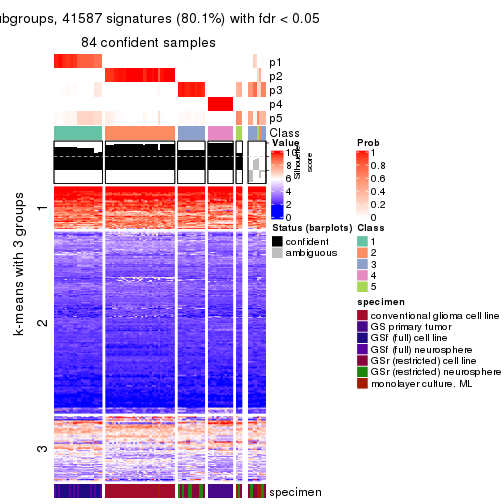 ubgroups, 41587 signatures (80.1%) with fdr < 0.05
84 confident samples
p1
p2
p3
p4
p5
Class
k-means with 3 groups
1
2
3
Silhouette
score
Value
10
8
6
4
2
0
Prob
1
0.8
0.6
0.4
0.2
0
Status (barplots)
confident
ambiguous
Class
1
2
3
4
5
specimen
conventional glioma cell line
GS primary tumor
GSf (full) cell line
GSf (full) neurosphere
GSr (restricted) cell line
GSr (restricted) neurosphere
monolayer culture. ML
specimen